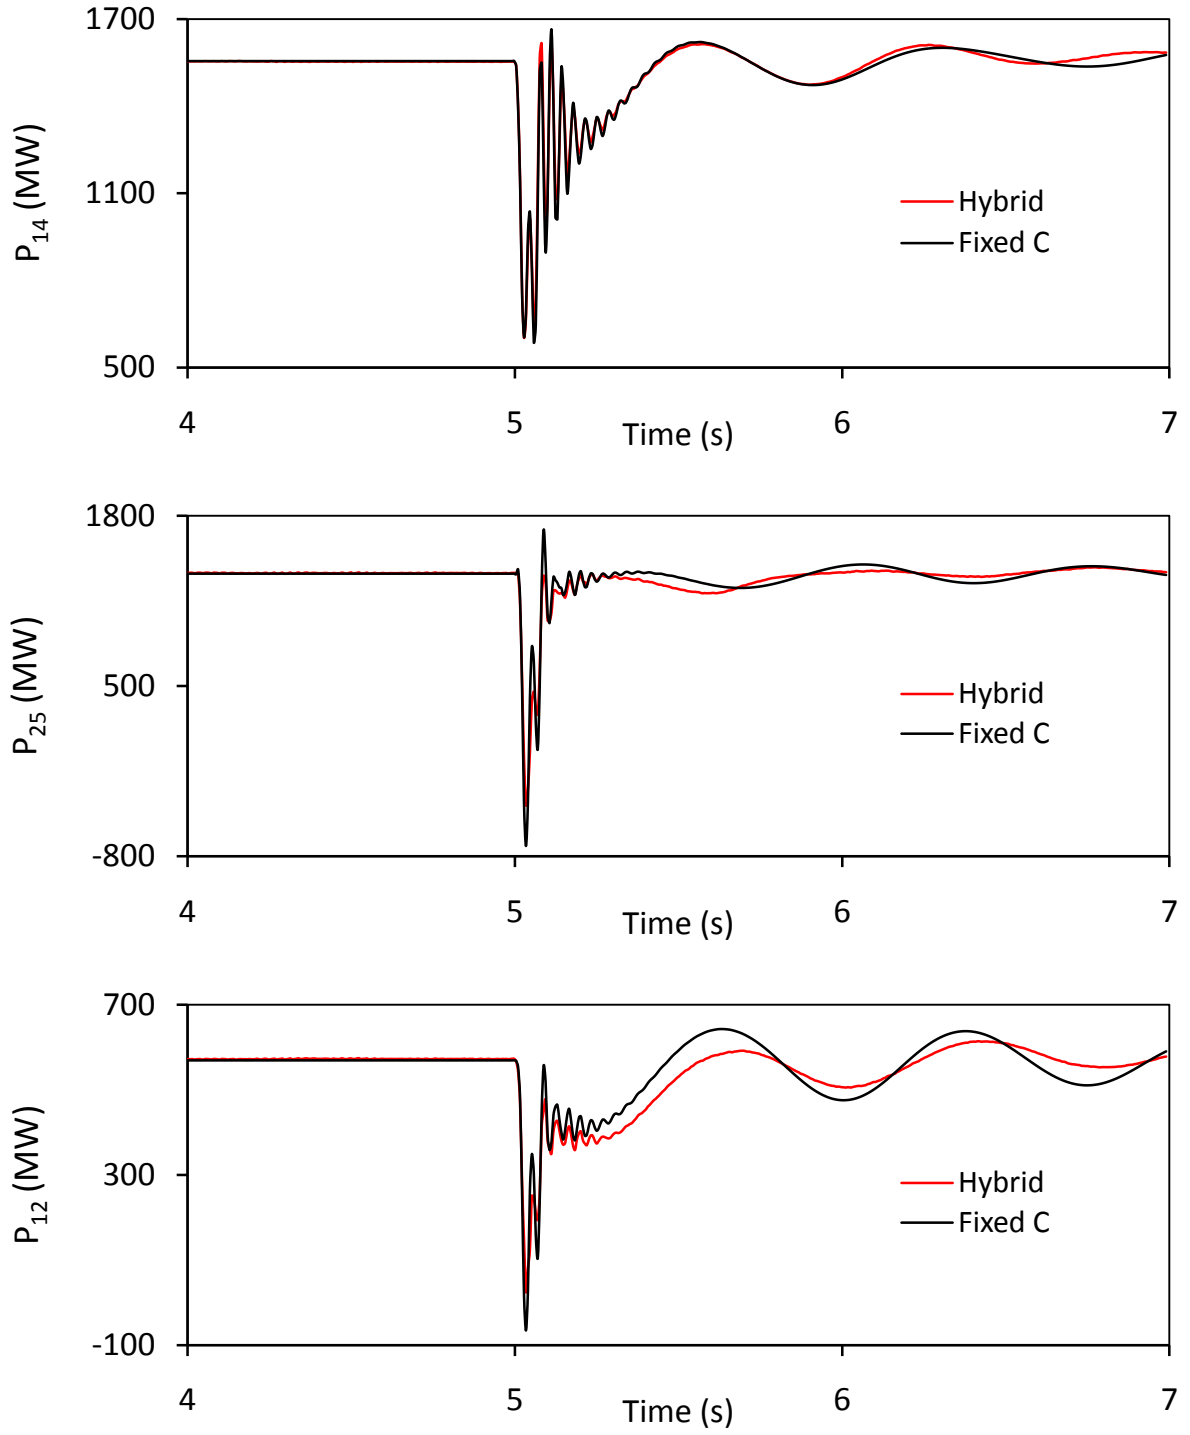 1700
1100
500
P14 (MW)
Hybrid
Fixed C
4 5 6 7
Time (s)
1800
500
-800
P25 (MW)
Hybrid
Fixed C
4 5 6 7
Time (s)
700
300
-100
P12 (MW)
Hybrid
Fixed C
4 5 6 7
Time (s)